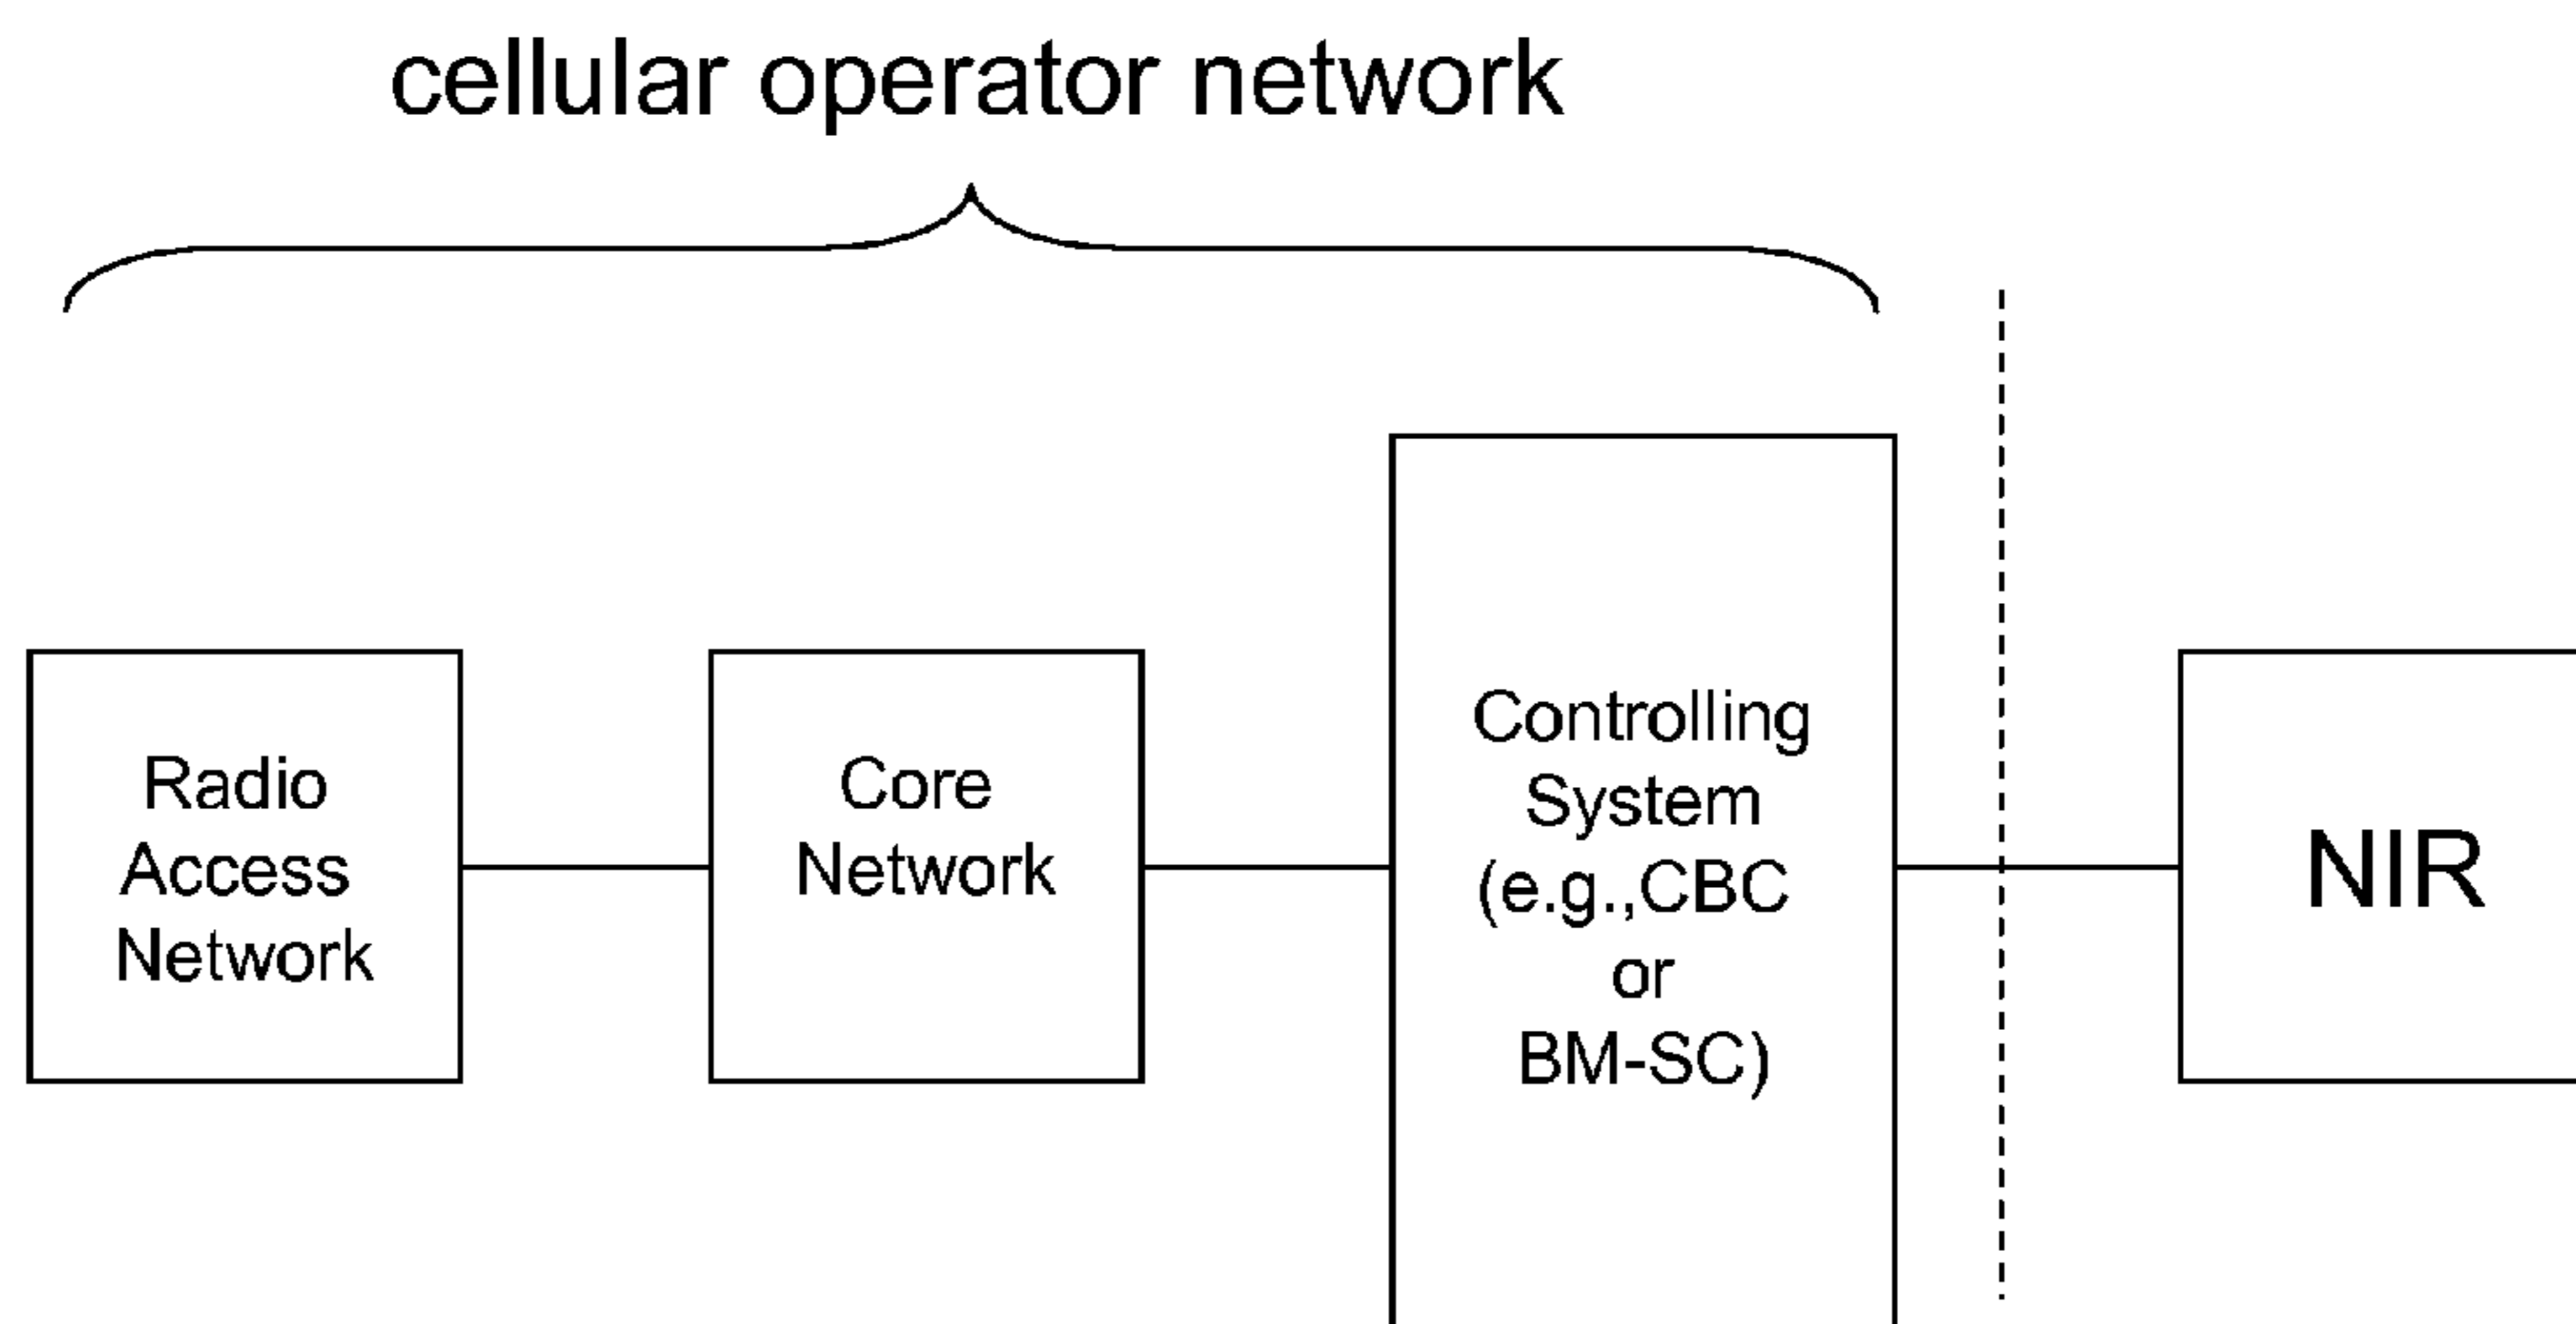 cellular operator network
Radio
Access
Network
Core
Network
Controlling
System
(e.g.,CBC
or
BM-SC)
NIR